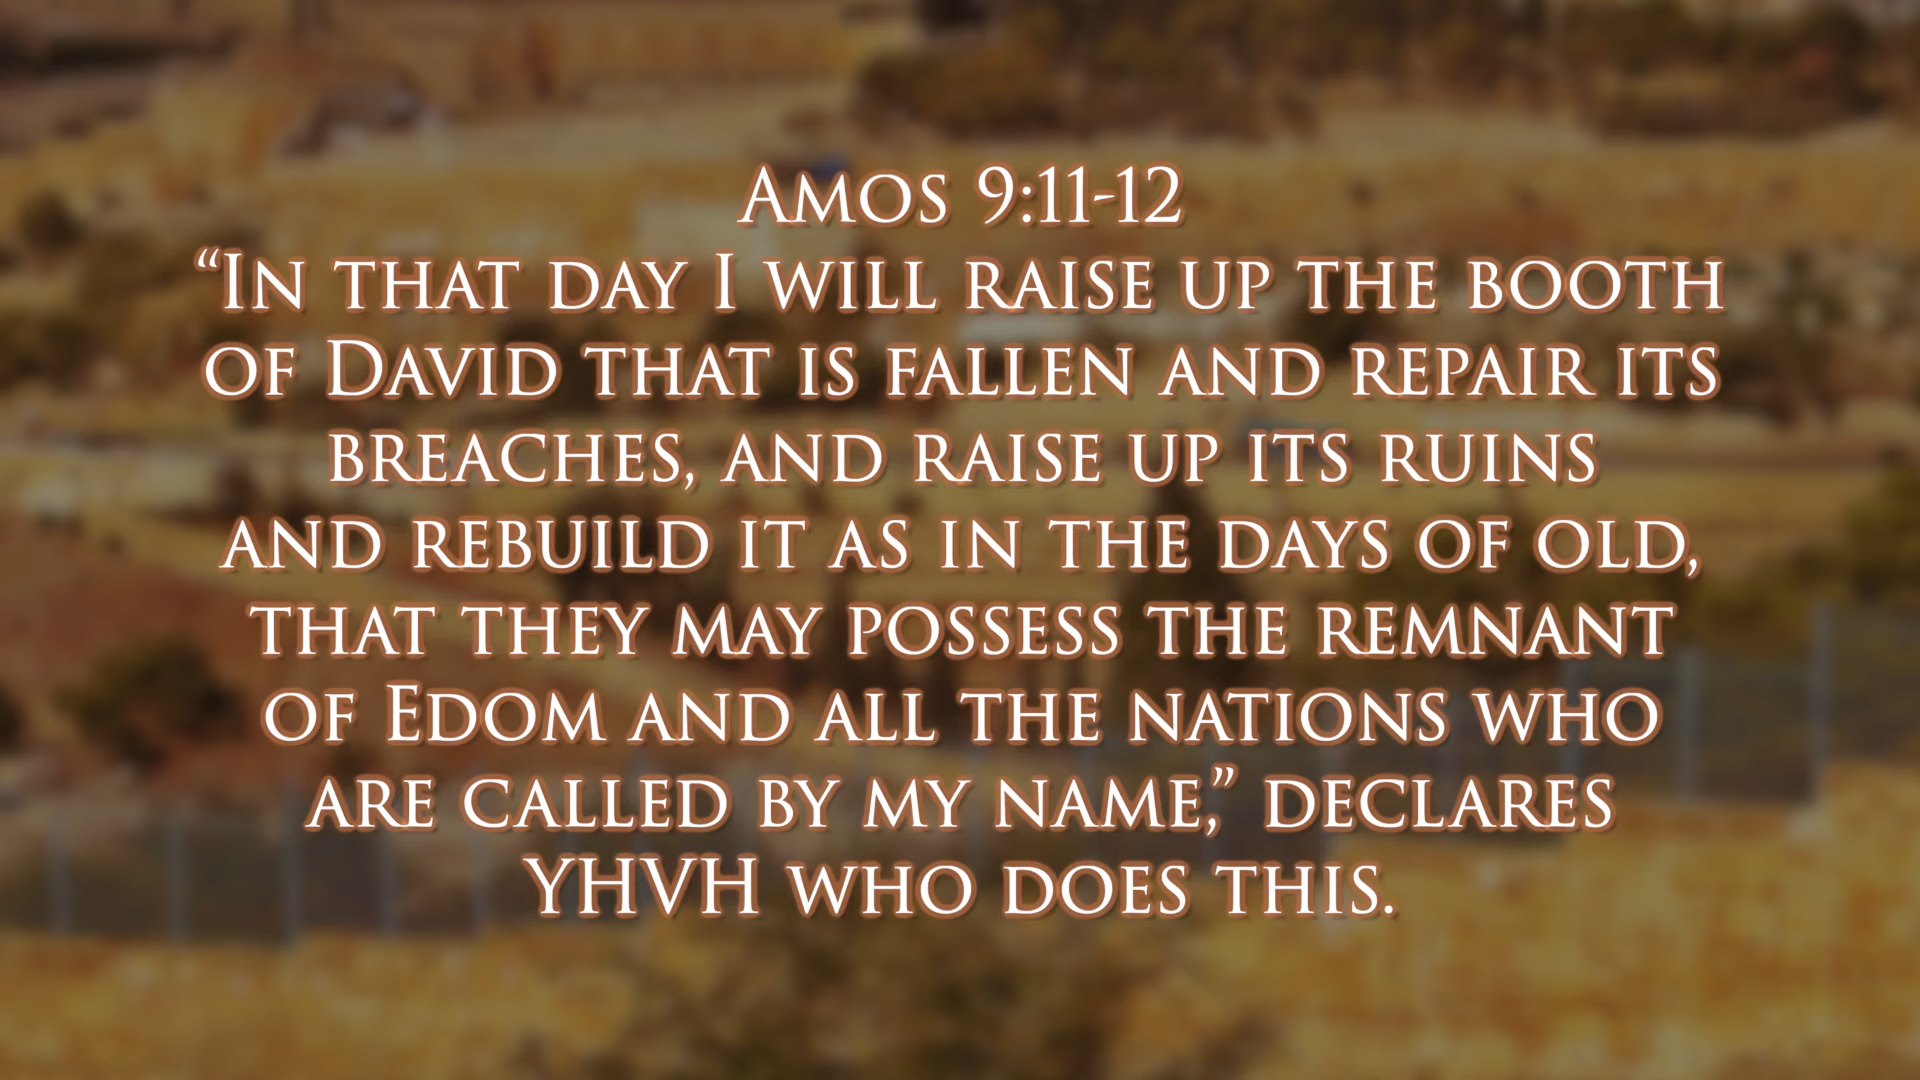 Amos 9:11-12
“In that day I will raise up the booth
of David that is fallen and repair its
breaches, and raise up its ruins
and rebuild it as in the days of old,
that they may possess the remnant
of Edom and all the nations who
are called by my name,” declares
YHVH who does this.